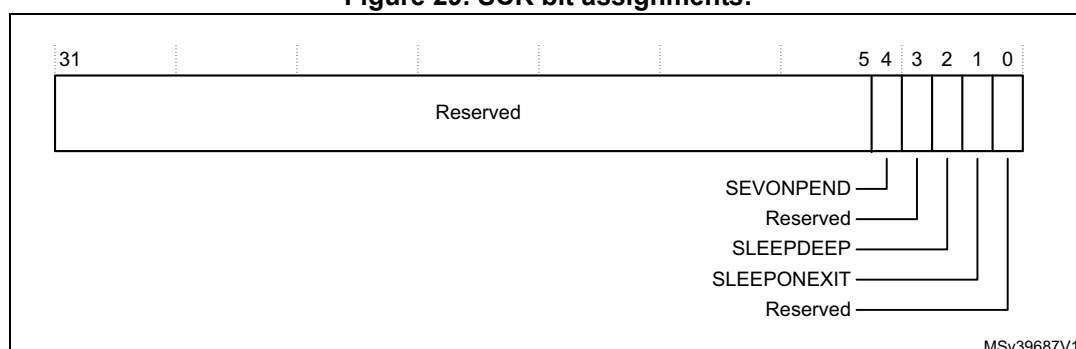 Figure 29. SCR bit assignments:
31 5 4 3 2 1 0
Reserved
SEVONPEND
Reserved
SLEEPDEEP
SLEEPONEXIT
Reserved
MSv39687V1